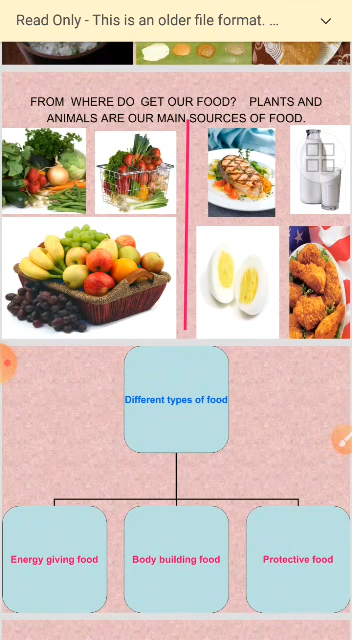 Read Only - This is an older file format. ...
FROM WHERE DO GET OUR FOOD? PLANTS AND
ANIMALS ARE OUR MAIN SOURCES OF FOOD.
Different types of food
Energy giving food
Body building food
Protective food